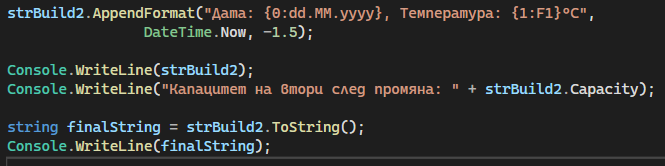 strBuild2.AppendFormat("Дата: {0:dd.MM.yyyy}, Температура: {1:F1}°C",
DateTime.Now, -1.5);
Console.WriteLine(strBuild2);
Console.WriteLine("Капацитет на втори след промяна: " + strBuild2.Capacity);
string finalString = strBuild2.ToString();
Console.WriteLine(finalString);